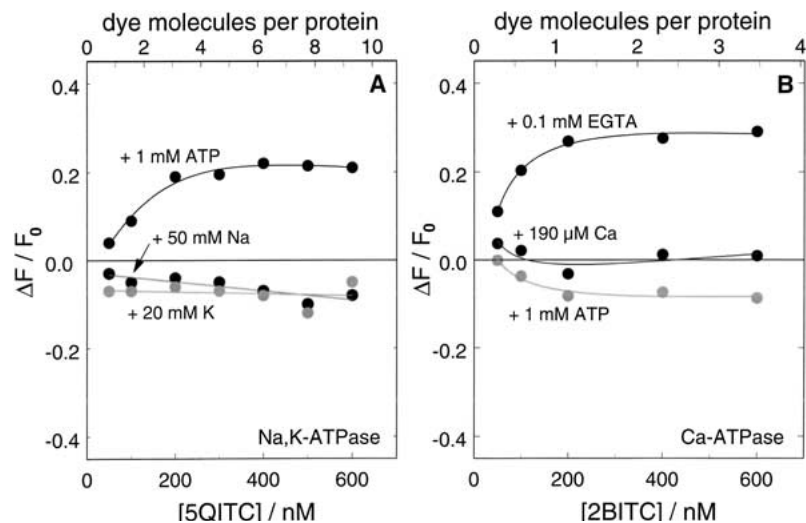 dye molecules per protein
0 2 4 6 8 10
A
0.4
0.2
0.0
-0.2
-0.4
ΔF / F0
+ 1 mM ATP
+ 50 mM Na
+ 20 mM K
Na,K-ATPase
0 200 400 600
[5QITC] / nM
dye molecules per protein
0 1 2 3 4
B
0.4
0.2
0.0
-0.2
-0.4
ΔF / F0
+ 0.1 mM EGTA
+ 190 μM Ca
+ 1 mM ATP
Ca-ATPase
0 200 400 600
[2BITC] / nM